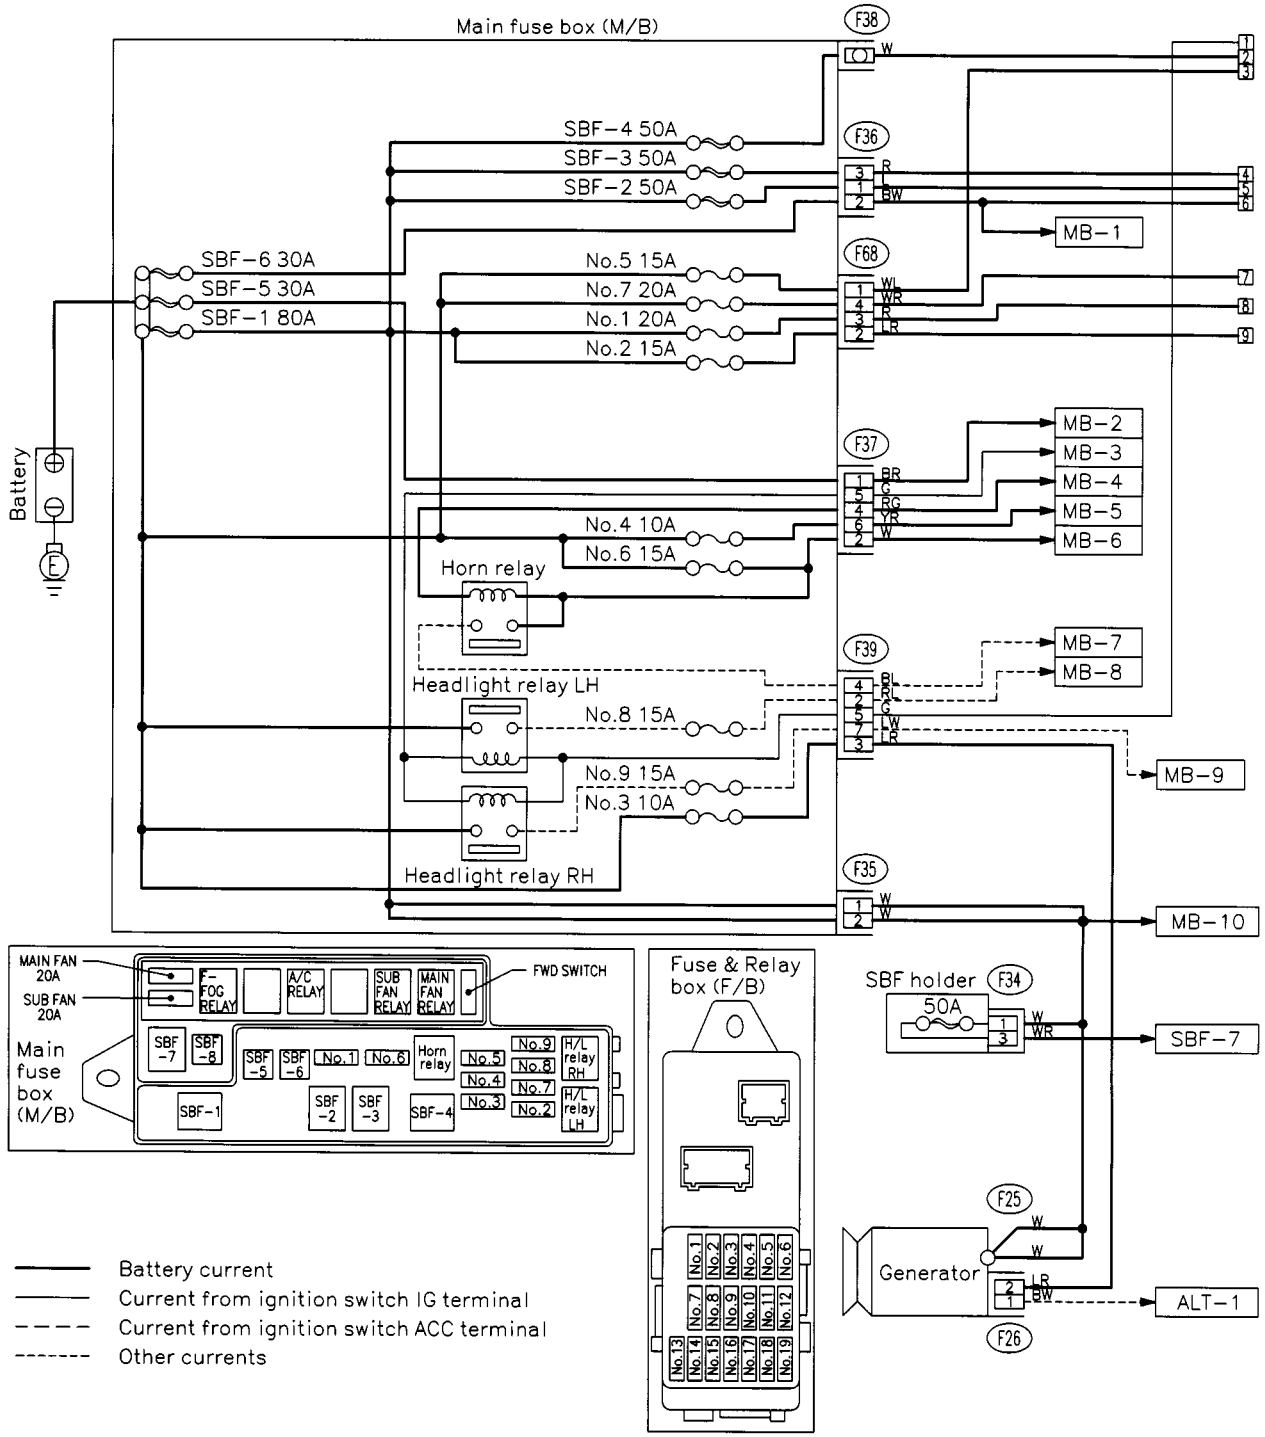 Main fuse box (M/B)
F38
W
1
2
3
SBF-4 50A
SBF-3 50A
SBF-2 50A
F36
3 R
1 L
2 BW
4
5
6
MB-1
SBF-6 30A
SBF-5 30A
SBF-1 80A
No.5 15A
No.7 20A
No.1 20A
No.2 15A
F68
1 WL
4 WR
3 R
2 LR
7
8
9
Battery
E
F37
1 BR
5 G
4 RG
6 YR
2 W
MB-2
MB-3
MB-4
MB-5
MB-6
No.4 10A
No.6 15A
Horn relay
F39
4 BL
2 RL
5 G
7 LW
3 LR
MB-7
MB-8
MB-9
Headlight relay LH
No.8 15A
No.9 15A
No.3 10A
Headlight relay RH
F35
1 W
2 W
MB-10
MAIN FAN
20A
SUB FAN
20A
F-
FOG
RELAY
A/C
RELAY
SUB
FAN
RELAY
MAIN
FAN
RELAY
FWD SWITCH
Main
fuse
box
(M/B)
SBF
-7
SBF
-8
SBF
-5
SBF
-6
No.1
No.6
Horn
relay
No.5
No.4
No.3
No.9
No.8
No.7
No.2
H/L
relay
RH
H/L
relay
LH
SBF-1
SBF
-2
SBF
-3
SBF-4
Fuse & Relay
box (F/B)
No.1 No.2 No.3 No.4 No.5 No.6
No.7 No.8 No.9 No.10 No.11 No.12
No.13 No.14 No.15 No.16 No.17 No.18 No.19
SBF holder
F34
50A
1 W
3 WR
SBF-7
F25
W
W
Generator
2 LR
1 BW
ALT-1
F26
Battery current
Current from ignition switch IG terminal
Current from ignition switch ACC terminal
Other currents